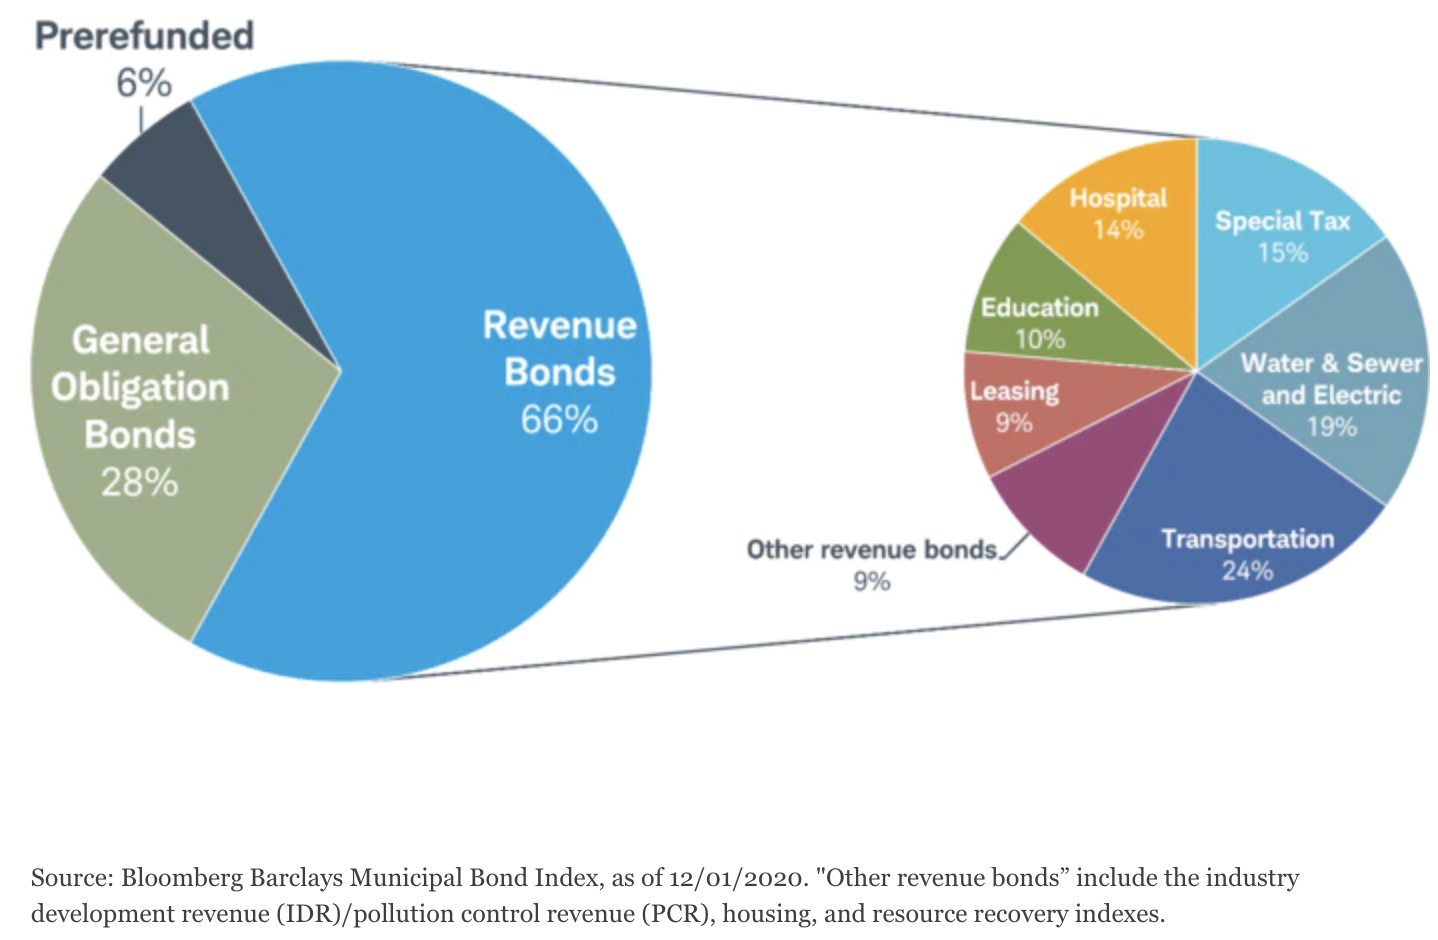 Prerefunded
6%
General
Obligation
Bonds
28%
Revenue
Bonds
66%
Hospital
14%
Special Tax
15%
Education
10%
Water & Sewer
and Electric
19%
Leasing
9%
Other revenue bonds
9%
Transportation
24%
Source: Bloomberg Barclays Municipal Bond Index, as of 12/01/2020. "Other revenue bonds” include the industry
development revenue (IDR)/pollution control revenue (PCR), housing, and resource recovery indexes.